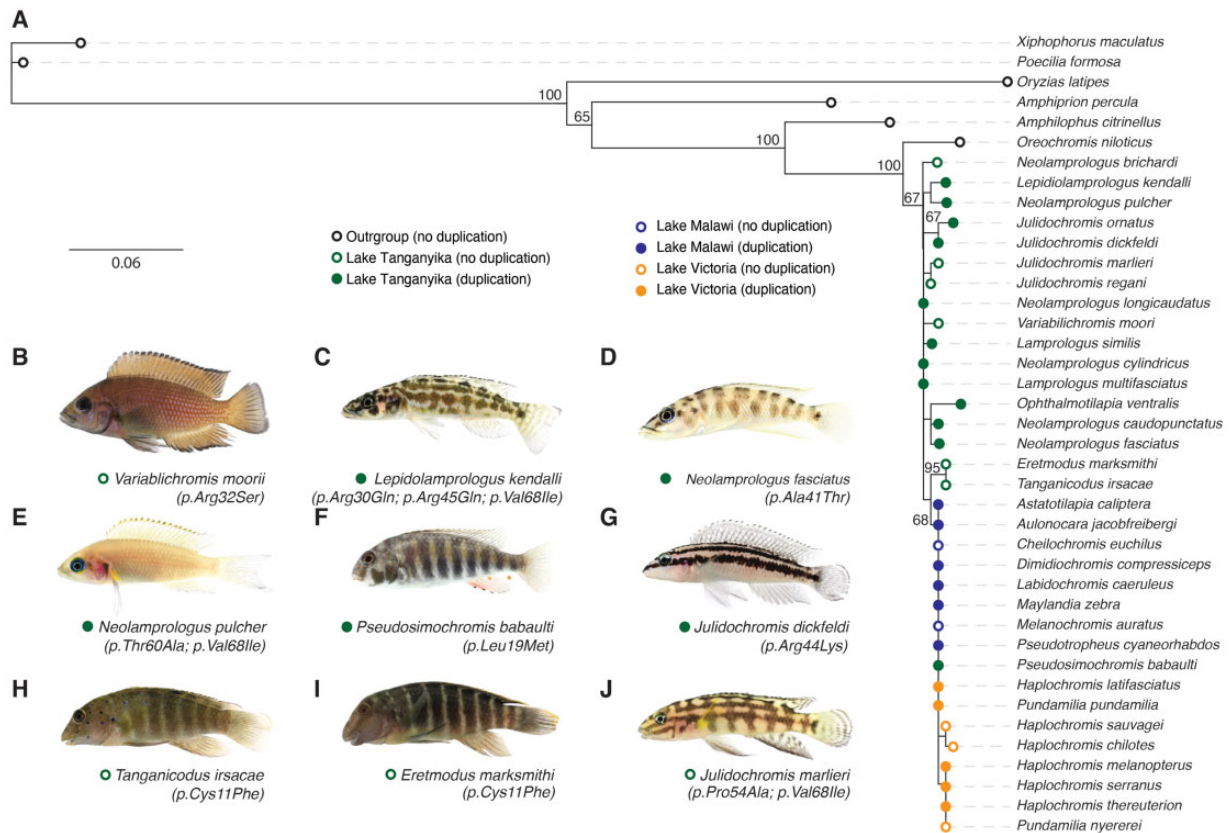 A
Xiphophorus maculatus
Poecilia formosa
100
Oryzias latipes
65
Amphiprion percula
100
Amphilophus citrinellus
100
Oreochromis niloticus
Neolamprologus brichardi
67
Lepidiolamprologus kendalli
Neolamprologus pulcher
67
Julidochromis ornatus
Julidochromis dickfeldi
Julidochromis marlieri
Julidochromis regani
Neolamprologus longicaudatus
Variabilichromis moori
Lamprologus similis
Neolamprologus cylindricus
Lamprologus multifasciatus
Ophthalmotilapia ventralis
Neolamprologus caudopunctatus
Neolamprologus fasciatus
95
Eretmodus marksmithi
Tanganicodus irsacae
68
Astatotilapia caliptera
Aulonocara jacobfreibergi
Cheilochromis euchilus
Dimidiochromis compressiceps
Labidochromis caeruleus
Maylandia zebra
Melanochromis auratus
Pseudotropheus cyaneorhabdos
Pseudosimochromis babaulti
Haplochromis latifasciatus
Pundamilia pundamilia
Haplochromis sauvagei
Haplochromis chilotes
Haplochromis melanopterus
Haplochromis serranus
Haplochromis thereuterion
Pundamilia nyererei
0.06
Outrgroup (no duplication)
Lake Tanganyika (no duplication)
Lake Tanganyika (duplication)
Lake Malawi (no duplication)
Lake Malawi (duplication)
Lake Victoria (no duplication)
Lake Victoria (duplication)
B
Variablichromis moorii
(p.Arg32Ser)
C
Lepidolamprologus kendalli
(p.Arg30Gln; p.Arg45Gln; p.Val68Ile)
D
Neolamprologus fasciatus
(p.Ala41Thr)
E
Neolamprologus pulcher
(p.Thr60Ala; p.Val68Ile)
F
Pseudosimochromis babaulti
(p.Leu19Met)
G
Julidochromis dickfeldi
(p.Arg44Lys)
H
Tanganicodus irsacae
(p.Cys11Phe)
I
Eretmodus marksmithi
(p.Cys11Phe)
J
Julidochromis marlieri
(p.Pro54Ala; p.Val68Ile)